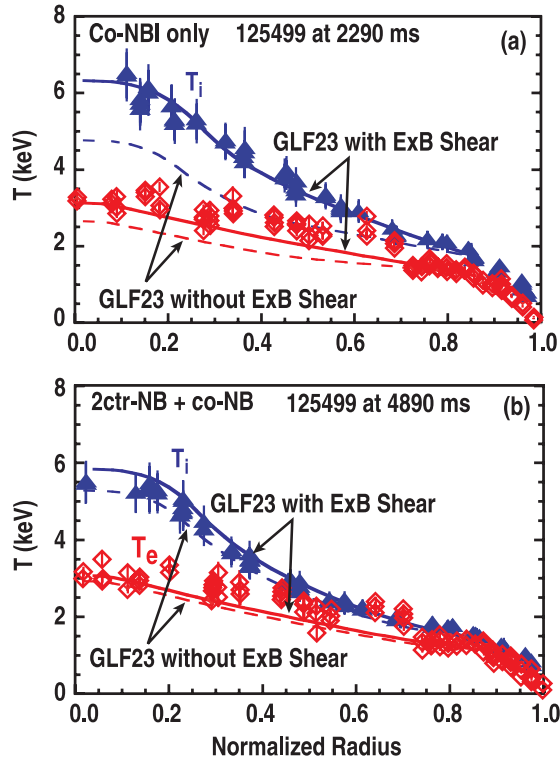 Co-NBI only 125499 at 2290 ms (a)
8
6
4
2
0
T (keV)
Ti
GLF23 with ExB Shear
GLF23 without ExB Shear
0.0 0.2 0.4 0.6 0.8 1.0
2ctr-NB + co-NB 125499 at 4890 ms (b)
8
6
4
2
0
T (keV)
Ti
GLF23 with ExB Shear
Te
GLF23 without ExB Shear
0.0 0.2 0.4 0.6 0.8 1.0
Normalized Radius